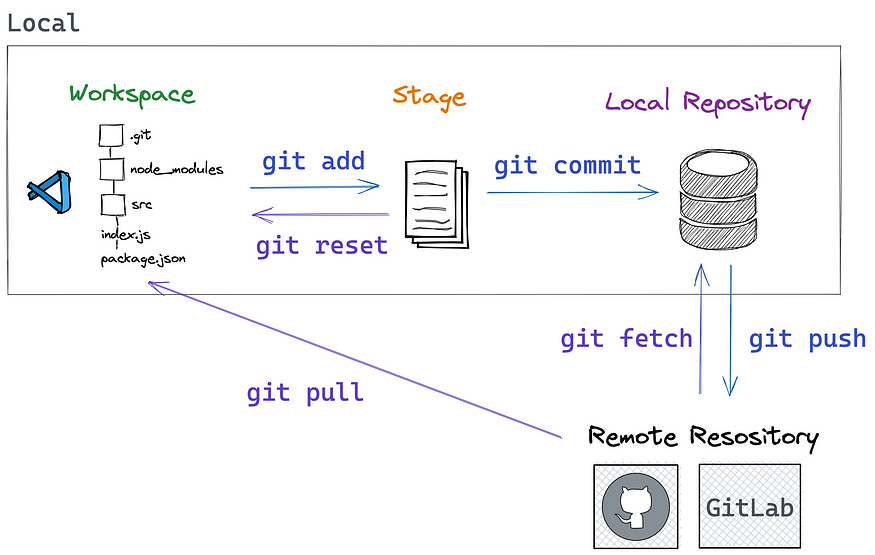 Local
Workspace
Stage
Local Repository
.git
node_modules
src
index.js
package.json
git add
git reset
git commit
git fetch
git push
git pull
Remote Resository
GitLab